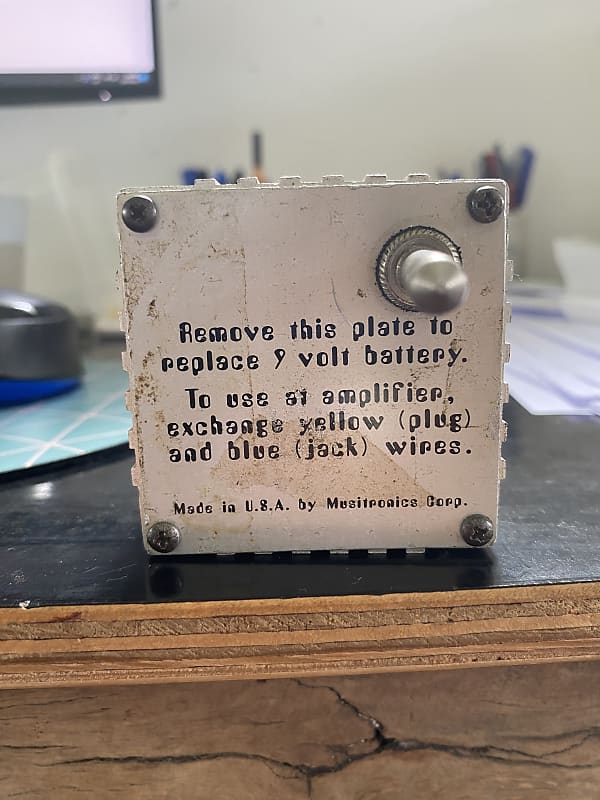 Remove this plate to
replace 9 volt battery.
To use at amplifier,
exchange yellow (plug)
and blue (jack) wires.
Made in U.S.A. by Musitronics Corp.